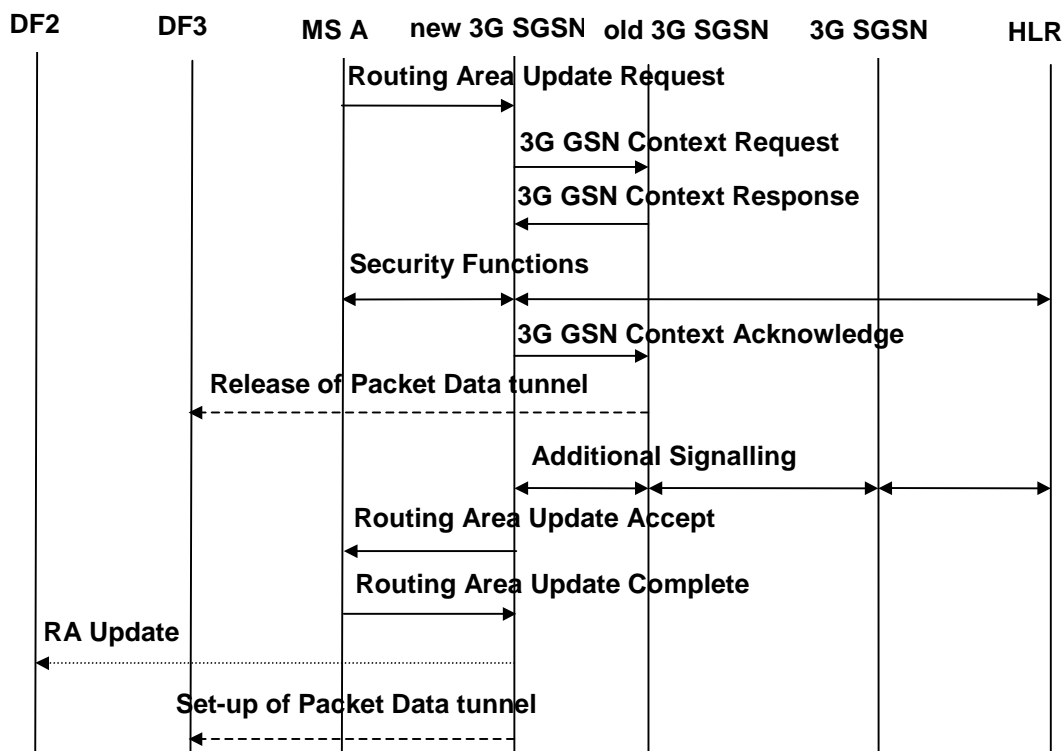 DF2 DF3 MS A new 3G SGSN old 3G SGSN 3G SGSN HLR
Routing Area Update Request
3G GSN Context Request
3G GSN Context Response
Security Functions
3G GSN Context Acknowledge
Release of Packet Data tunnel
Additional Signalling
Routing Area Update Accept
Routing Area Update Complete
RA Update
Set-up of Packet Data tunnel